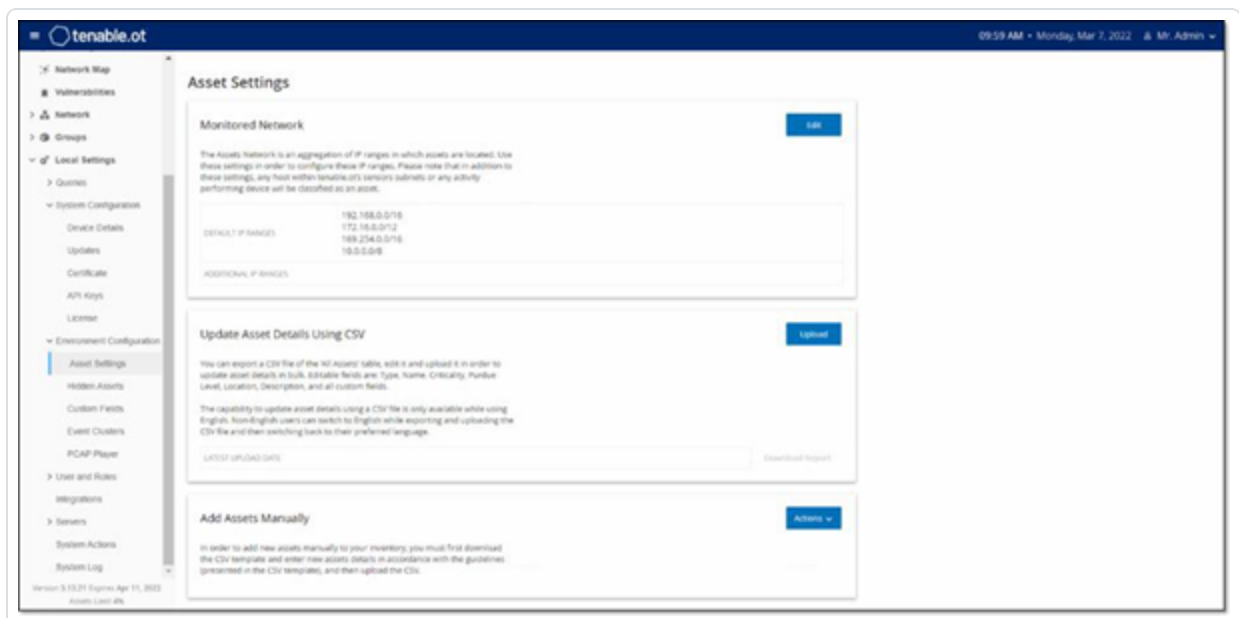 tenable.ot
09:59 AM • Monday, Mar 7, 2022 Mr. Admin
Network Map
Vulnerabilities
Network
Groups
Local Settings
Queries
System Configuration
Device Details
Updates
Certificate
API Keys
License
Environment Configuration
Asset Settings
Hidden Assets
Custom Fields
Event Clusters
PCAP Player
User and Roles
Integrations
Servers
System Actions
System Log
Version 3.13.21 Expires Apr 11, 2022
Assets Limit 4%
Asset Settings
Monitored Network
Edit
The Assets Network is an aggregation of IP ranges in which assets are located. Use
these settings in order to configure these IP ranges. Please note that in addition to
these settings, any host within tenable.ot's sensors subnets or any activity
performing device will be classified as an asset.
DEFAULT IP RANGES
192.168.0.0/16
172.16.0.0/12
169.254.0.0/16
10.0.0.0/8
ADDITIONAL IP RANGES
Update Asset Details Using CSV
Upload
You can export a CSV file of the 'All Assets' table, edit it and upload it in order to
update asset details in bulk. Editable fields are: Type, Name, Criticality, Purdue
Level, Location, Description, and all custom fields.
The capability to update asset details using a CSV file is only available while using
English. Non-English users can switch to English while exporting and uploading the
CSV file and then switching back to their preferred language.
LATEST UPLOAD DATE
Download Report
Add Assets Manually
Actions
In order to add new assets manually to your inventory, you must first download
the CSV template and enter new assets details in accordance with the guidelines
(presented in the CSV template), and then upload the CSV.